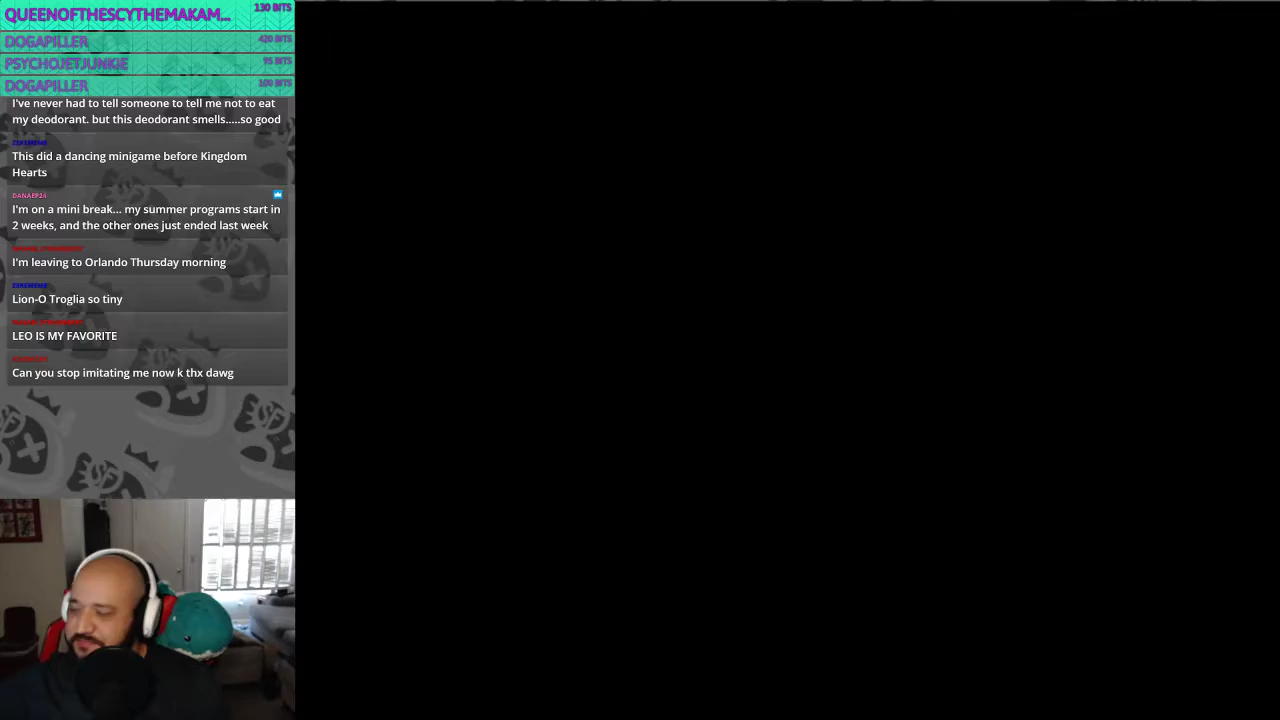 QUEENOFTHESCYTHEMAKAM...
130 BITS
DOGAPILLER
420 BITS
PSYCHOJETJUNKIE
95 BITS
DOGAPILLER
100 BITS
I've never had to tell someone to tell me not to eat
my deodorant. but this deodorant smells.....so good
This did a dancing minigame before Kingdom
Hearts
DANAEP24
I'm on a mini break... my summer programs start in
2 weeks, and the other ones just ended last week
I'm leaving to Orlando Thursday morning
Lion-O Troglia so tiny
LEO IS MY FAVORITE
Can you stop imitating me now k thx dawg